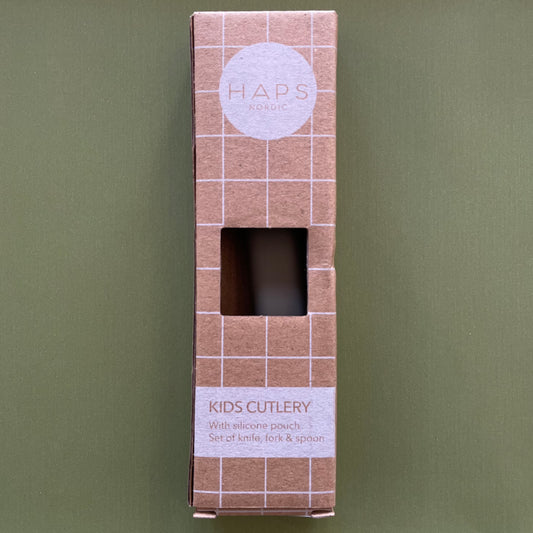 HAPS
NORDIC
KIDS CUTLERY
With silicone pouch
Set of knife, fork & spoon